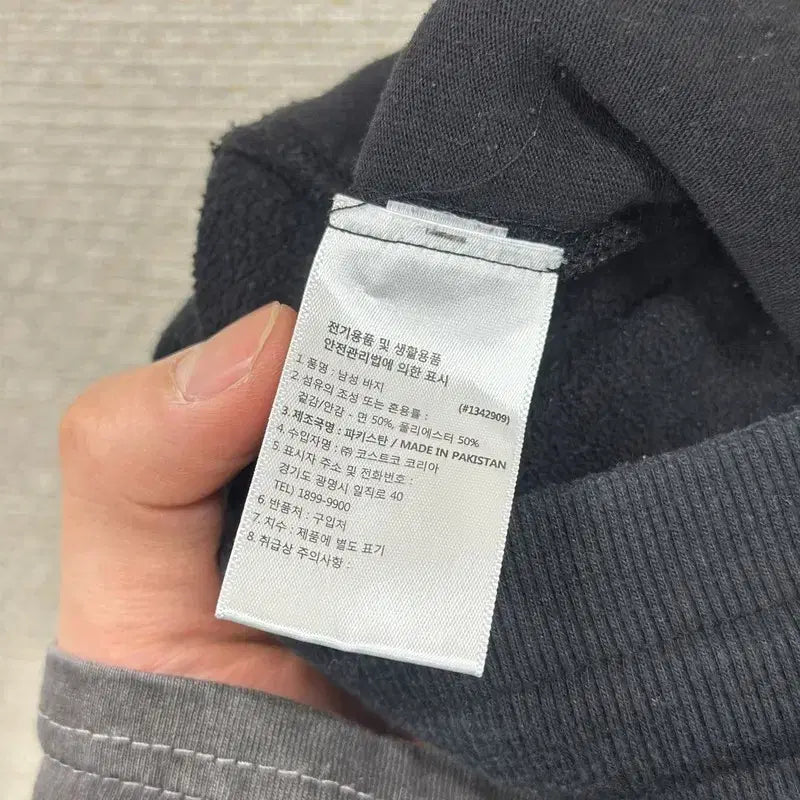 전기용품 및 생활용품
안전관리법에 의한 표시
1. 품명 : 남성 바지
2. 섬유의 조성 또는 혼용률 : (#1342909)
겉감/안감 - 면 50%, 폴리에스터 50%
3. 제조국명 : 파키스탄 / MADE IN PAKISTAN
4. 수입자명 : ㈜ 코스트코 코리아
5. 표시자 주소 및 전화번호 :
경기도 광명시 일직로 40
TEL) 1899-9900
6. 반품처 : 구입처
7. 치수 : 제품에 별도 표기
8. 취급상 주의사항 :